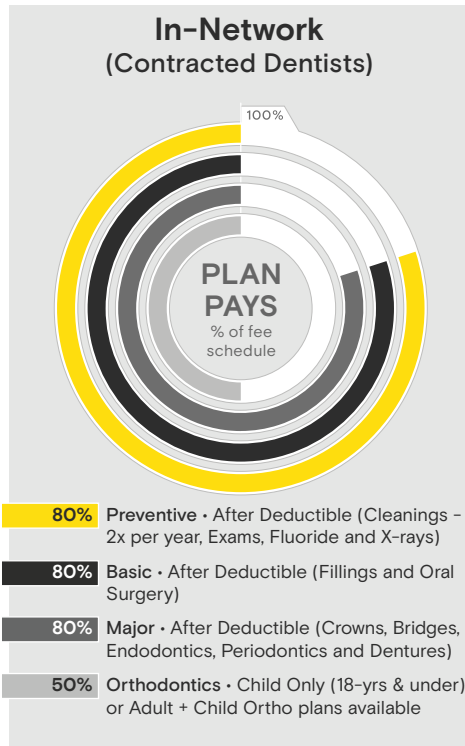 In-Network
(Contracted Dentists)
100%
PLAN
PAYS
% of fee
schedule
80% Preventive • After Deductible (Cleanings -
2x per year, Exams, Fluoride and X-rays)
80% Basic • After Deductible (Fillings and Oral
Surgery)
80% Major • After Deductible (Crowns, Bridges,
Endodontics, Periodontics and Dentures)
50% Orthodontics • Child Only (18-yrs & under)
or Adult + Child Ortho plans available